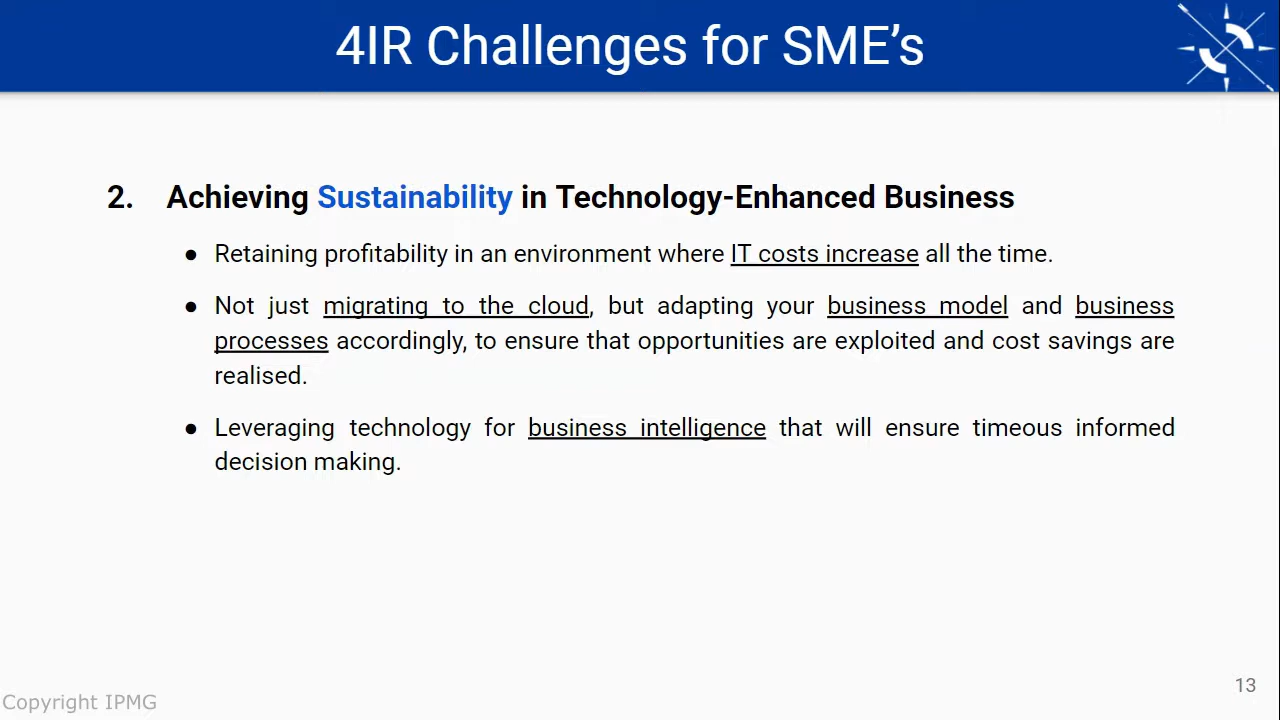 4IR Challenges for SME’s
2. Achieving Sustainability in Technology-Enhanced Business
● Retaining profitability in an environment where IT costs increase all the time.
● Not just migrating to the cloud, but adapting your business model and business
processes accordingly, to ensure that opportunities are exploited and cost savings are
realised.
● Leveraging technology for business intelligence that will ensure timeous informed
decision making.
13
Copyright IPMG